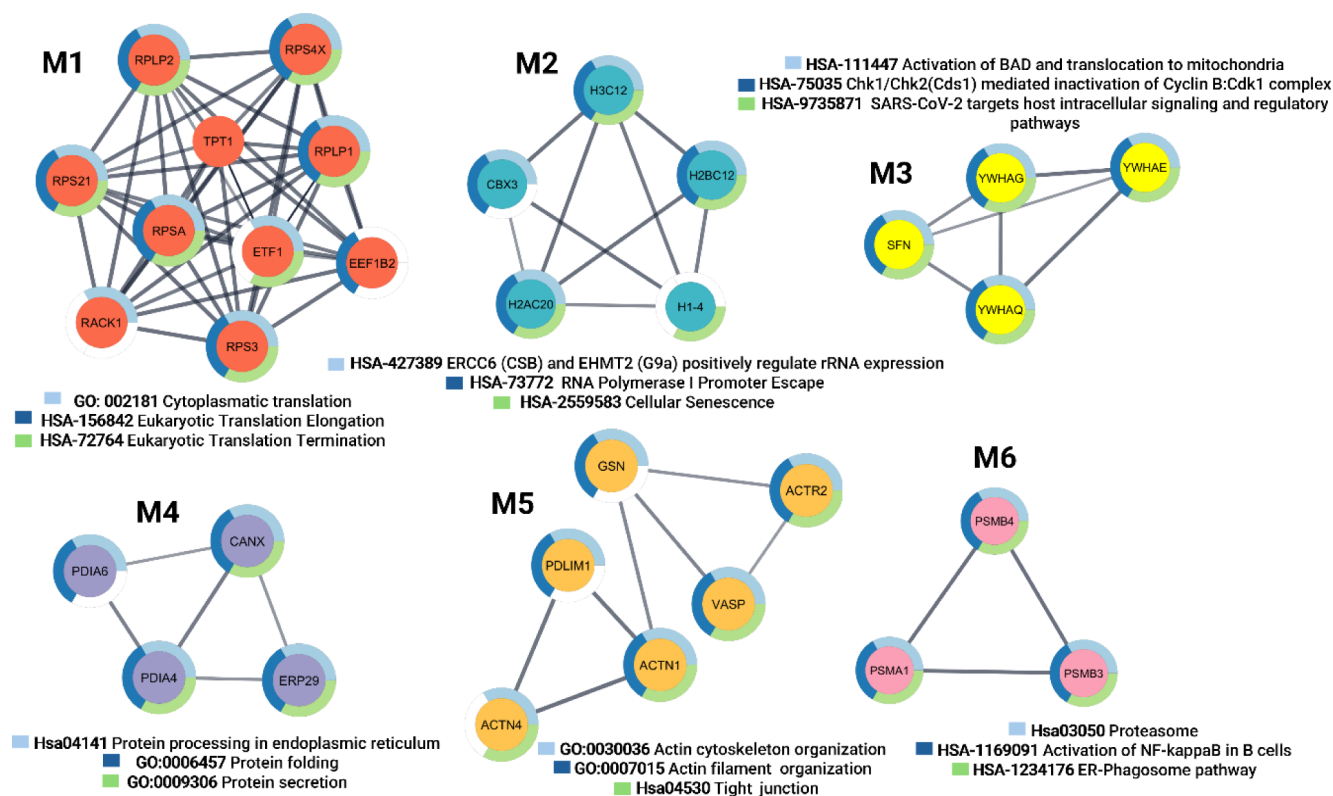 M1
RPLP2
RPS4X
TPT1
RPLP1
RPS21
RPSA
ETF1
EEF1B2
RACK1
RPS3
GO: 002181 Cytoplasmatic translation
HSA-156842 Eukaryotic Translation Elongation
HSA-72764 Eukaryotic Translation Termination
M2
H3C12
CBX3
H2BC12
H2AC20
H1-4
HSA-427389 ERCC6 (CSB) and EHMT2 (G9a) positively regulate rRNA expression
HSA-73772 RNA Polymerase I Promoter Escape
HSA-2559583 Cellular Senescence
HSA-111447 Activation of BAD and translocation to mitochondria
HSA-75035 Chk1/Chk2(Cds1) mediated inactivation of Cyclin B:Cdk1 complex
HSA-9735871 SARS-CoV-2 targets host intracellular signaling and regulatory
pathways
M3
YWHAG
YWHAE
SFN
YWHAQ
M4
CANX
PDIA6
PDIA4
ERP29
Hsa04141 Protein processing in endoplasmic reticulum
GO:0006457 Protein folding
GO:0009306 Protein secretion
M5
GSN
ACTR2
PDLIM1
VASP
ACTN1
ACTN4
GO:0030036 Actin cytoskeleton organization
GO:0007015 Actin filament organization
Hsa04530 Tight junction
M6
PSMB4
PSMA1
PSMB3
Hsa03050 Proteasome
HSA-1169091 Activation of NF-kappaB in B cells
HSA-1234176 ER-Phagosome pathway